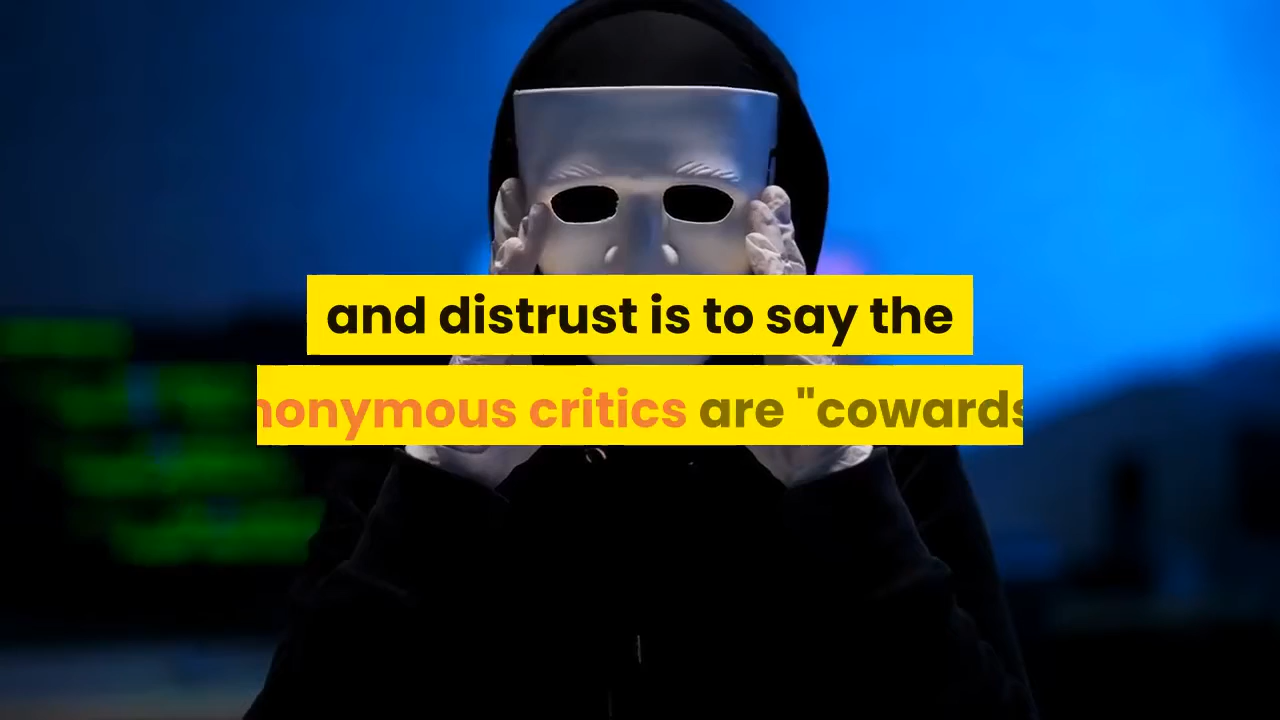 and distrust is to say the
nonymous critics are "cowards